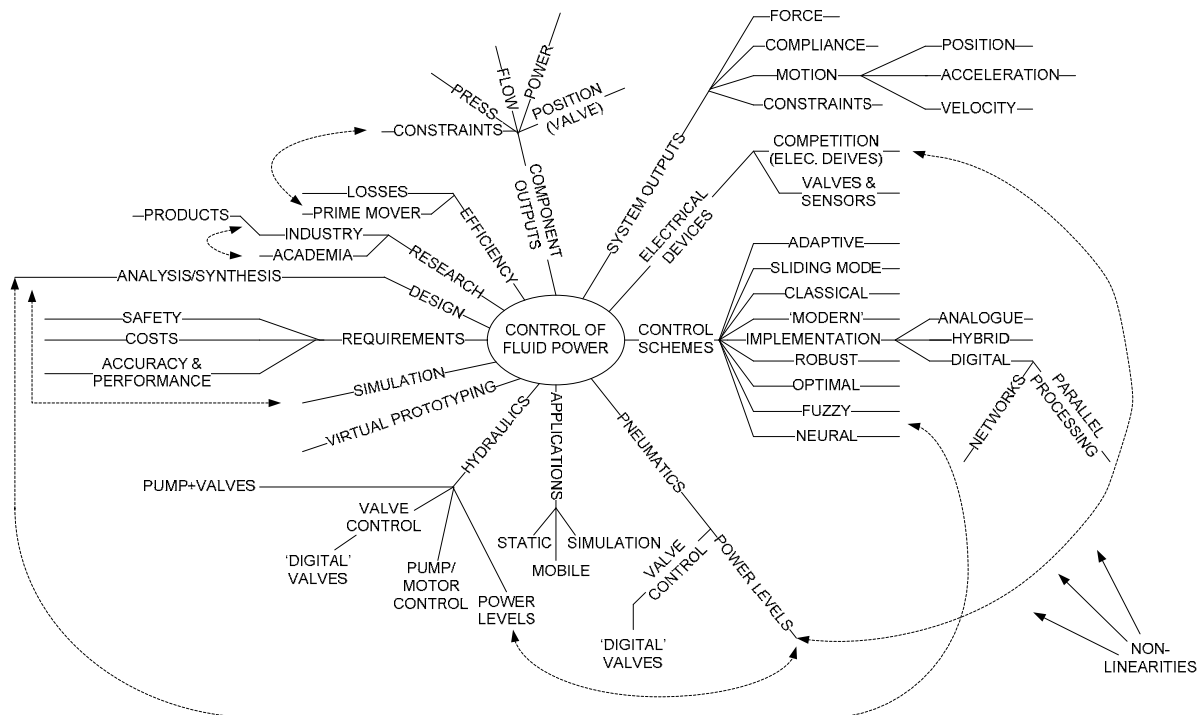 CONTROL OF
FLUID POWER
COMPONENT
OUTPUTS
CONSTRAINTS
PRESS
FLOW
POWER
POSITION
(VALVE)
SYSTEM OUTPUTS
FORCE
COMPLIANCE
MOTION
POSITION
ACCELERATION
VELOCITY
CONSTRAINTS
ELECTRICAL
DEVICES
COMPETITION
(ELEC. DEIVES)
VALVES &
SENSORS
CONTROL
SCHEMES
ADAPTIVE
SLIDING MODE
CLASSICAL
'MODERN'
IMPLEMENTATION
ANALOGUE
HYBRID
DIGITAL
NETWORKS
PARALLEL
PROCESSING
ROBUST
OPTIMAL
FUZZY
NEURAL
NON-
LINEARITIES
PNEUMATICS
POWER LEVELS
VALVE
CONTROL
'DIGITAL'
VALVES
APPLICATIONS
STATIC
MOBILE
SIMULATION
HYDRAULICS
PUMP+VALVES
VALVE
CONTROL
'DIGITAL'
VALVES
PUMP/
MOTOR
CONTROL
POWER
LEVELS
VIRTUAL PROTOTYPING
SIMULATION
REQUIREMENTS
SAFETY
COSTS
ACCURACY &
PERFORMANCE
DESIGN
ANALYSIS/SYNTHESIS
RESEARCH
INDUSTRY
PRODUCTS
ACADEMIA
EFFICIENCY
LOSSES
PRIME MOVER